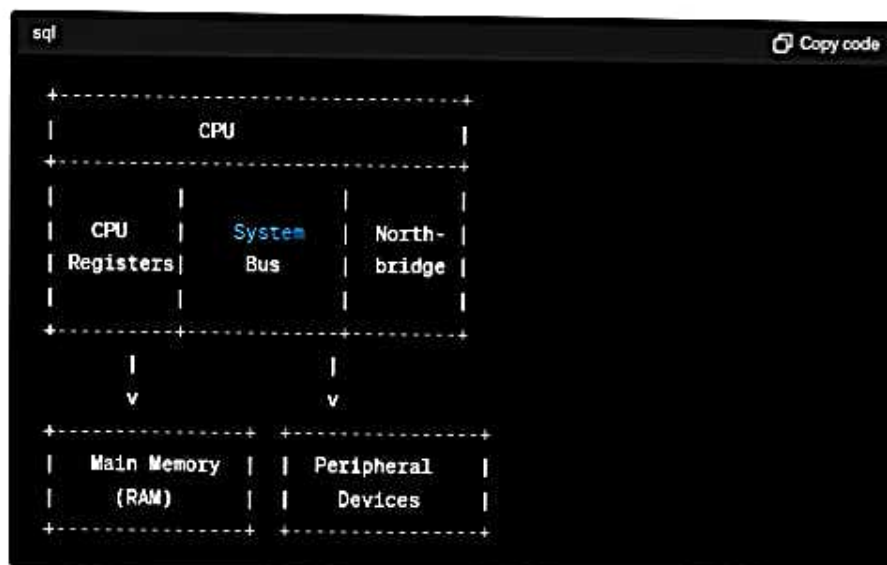 sql
Copy code
+-----------------------------------+
| CPU |
+-----------------------------------+
| | | |
| CPU | System | North- |
| Registers| Bus | bridge |
| | | |
+-----------+-------------+---------+
| |
v v
+-----------------+ +-----------------+
| Main Memory | | Peripheral |
| (RAM) | | Devices |
+-----------------+ +-----------------+